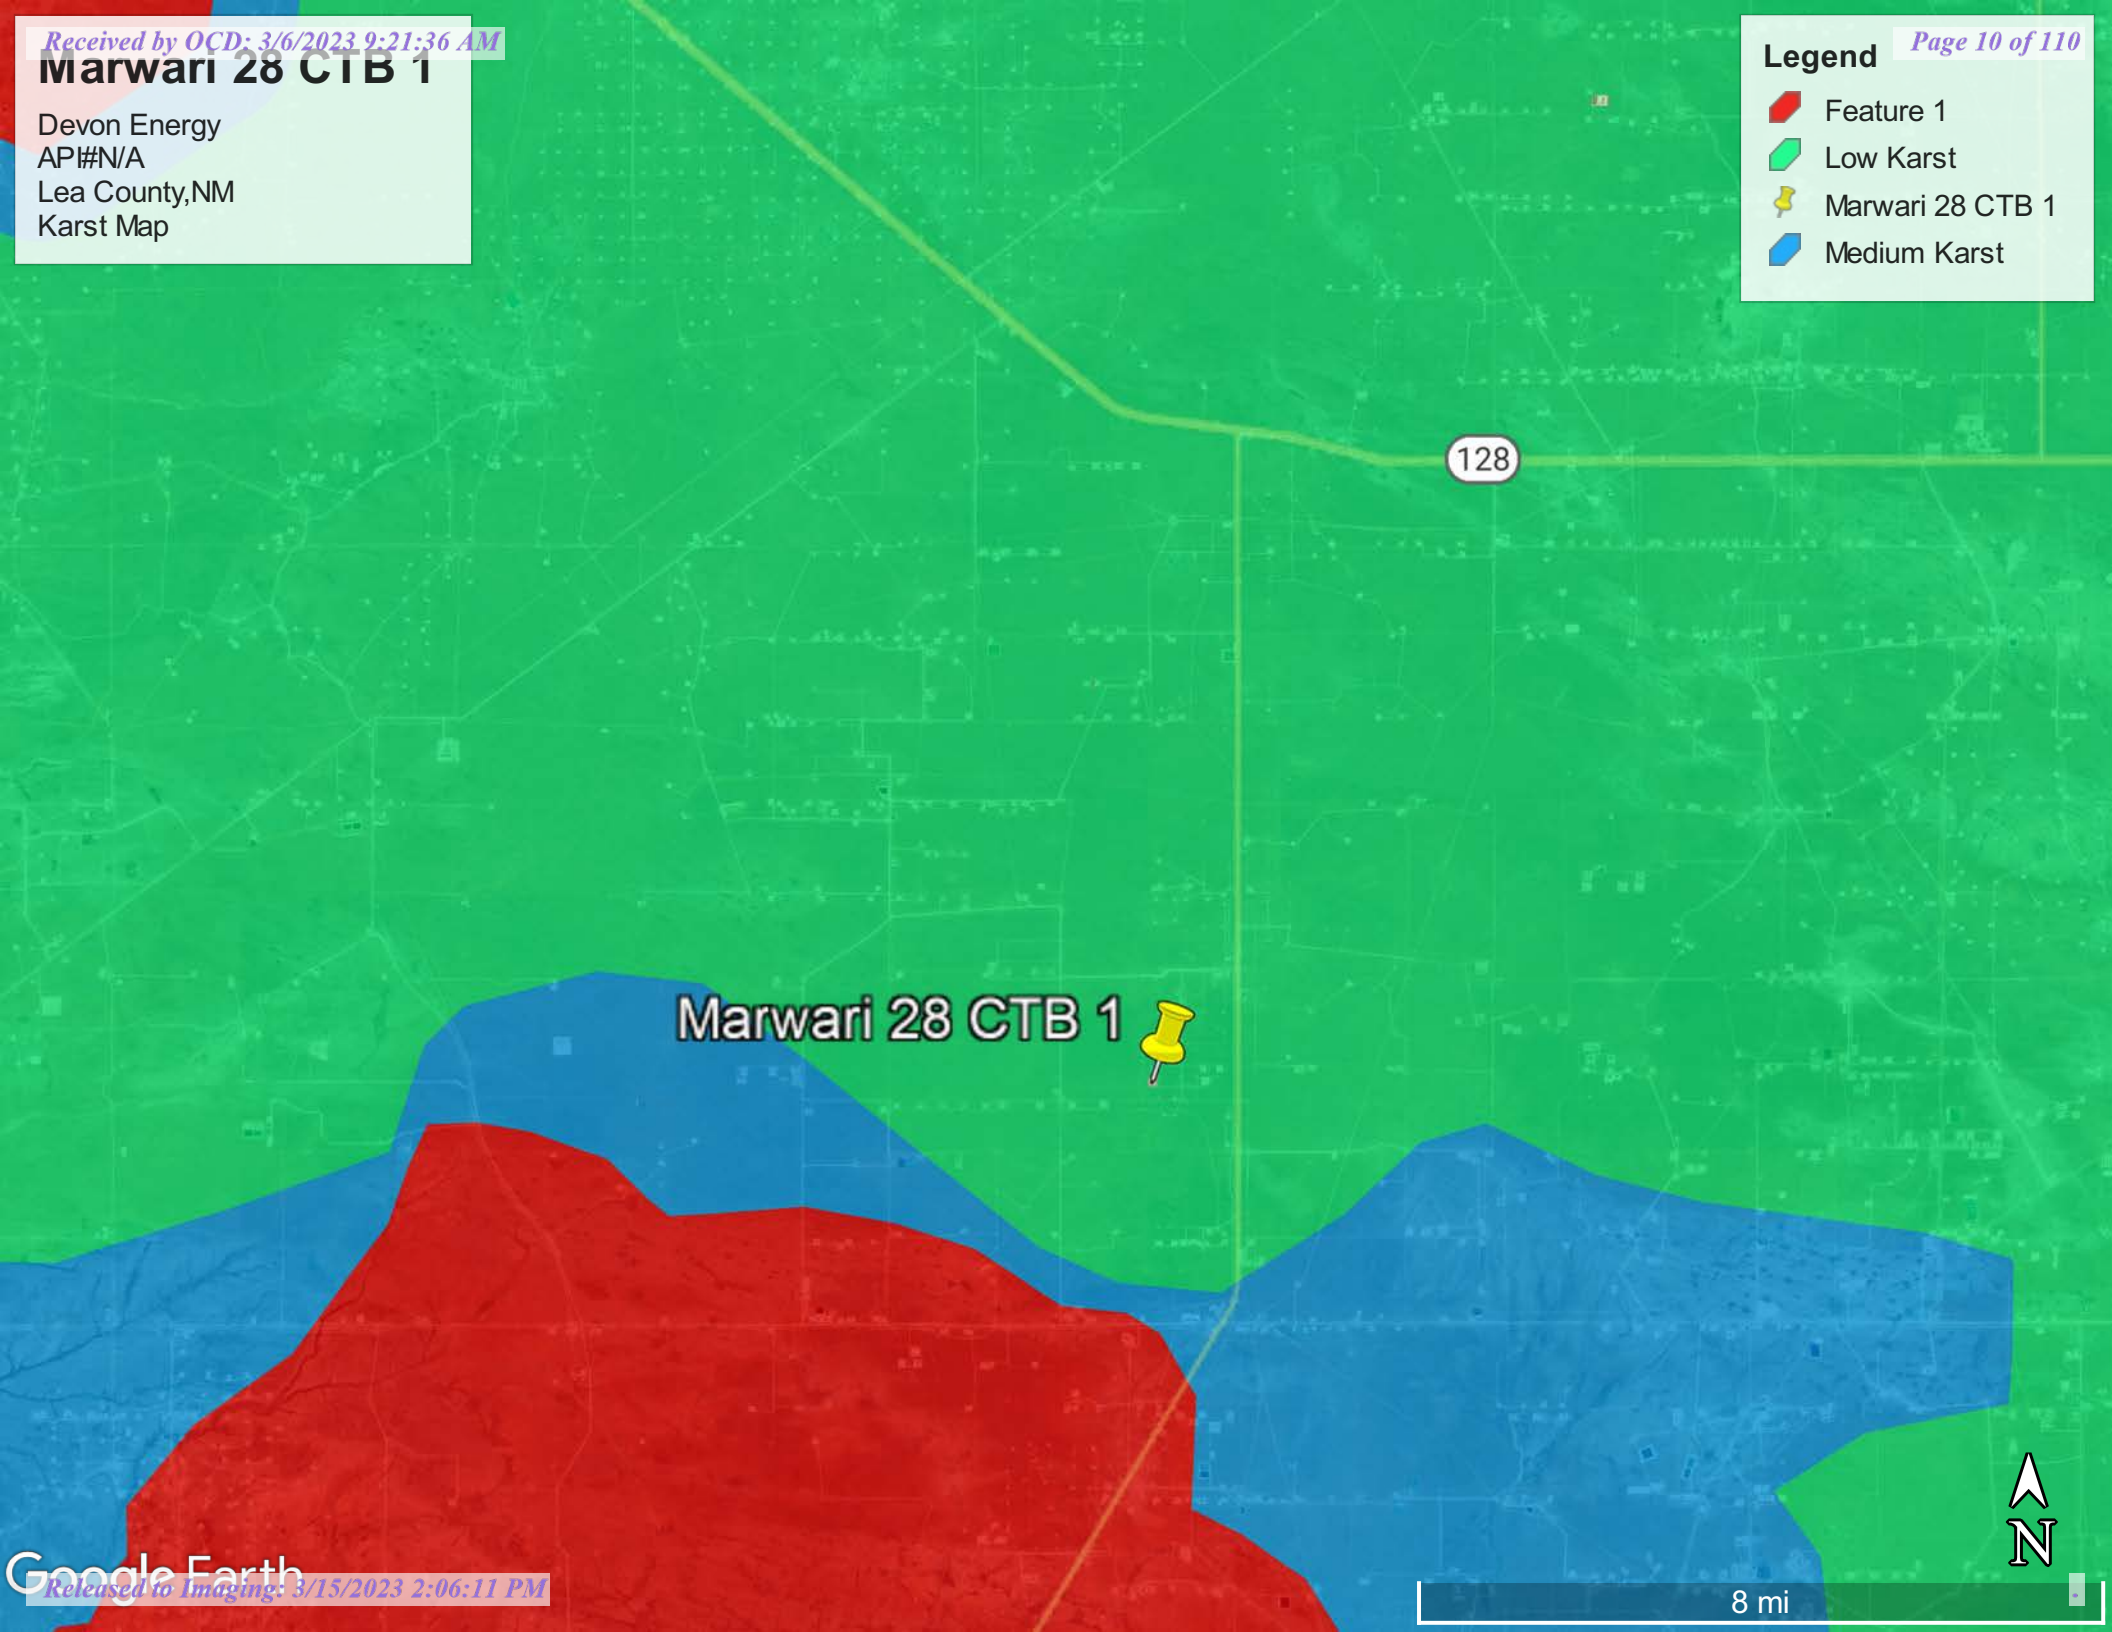 Received by OCD: 3/6/2023 9:21:36 AM
Page 10 of 110
Marwari 28 CTB 1
Devon Energy
API#N/A
Lea County,NM
Karst Map
Legend
Feature 1
Low Karst
Marwari 28 CTB 1
Medium Karst
128
Marwari 28 CTB 1
N
Google Earth
Released to Imaging: 3/15/2023 2:06:11 PM
8 mi